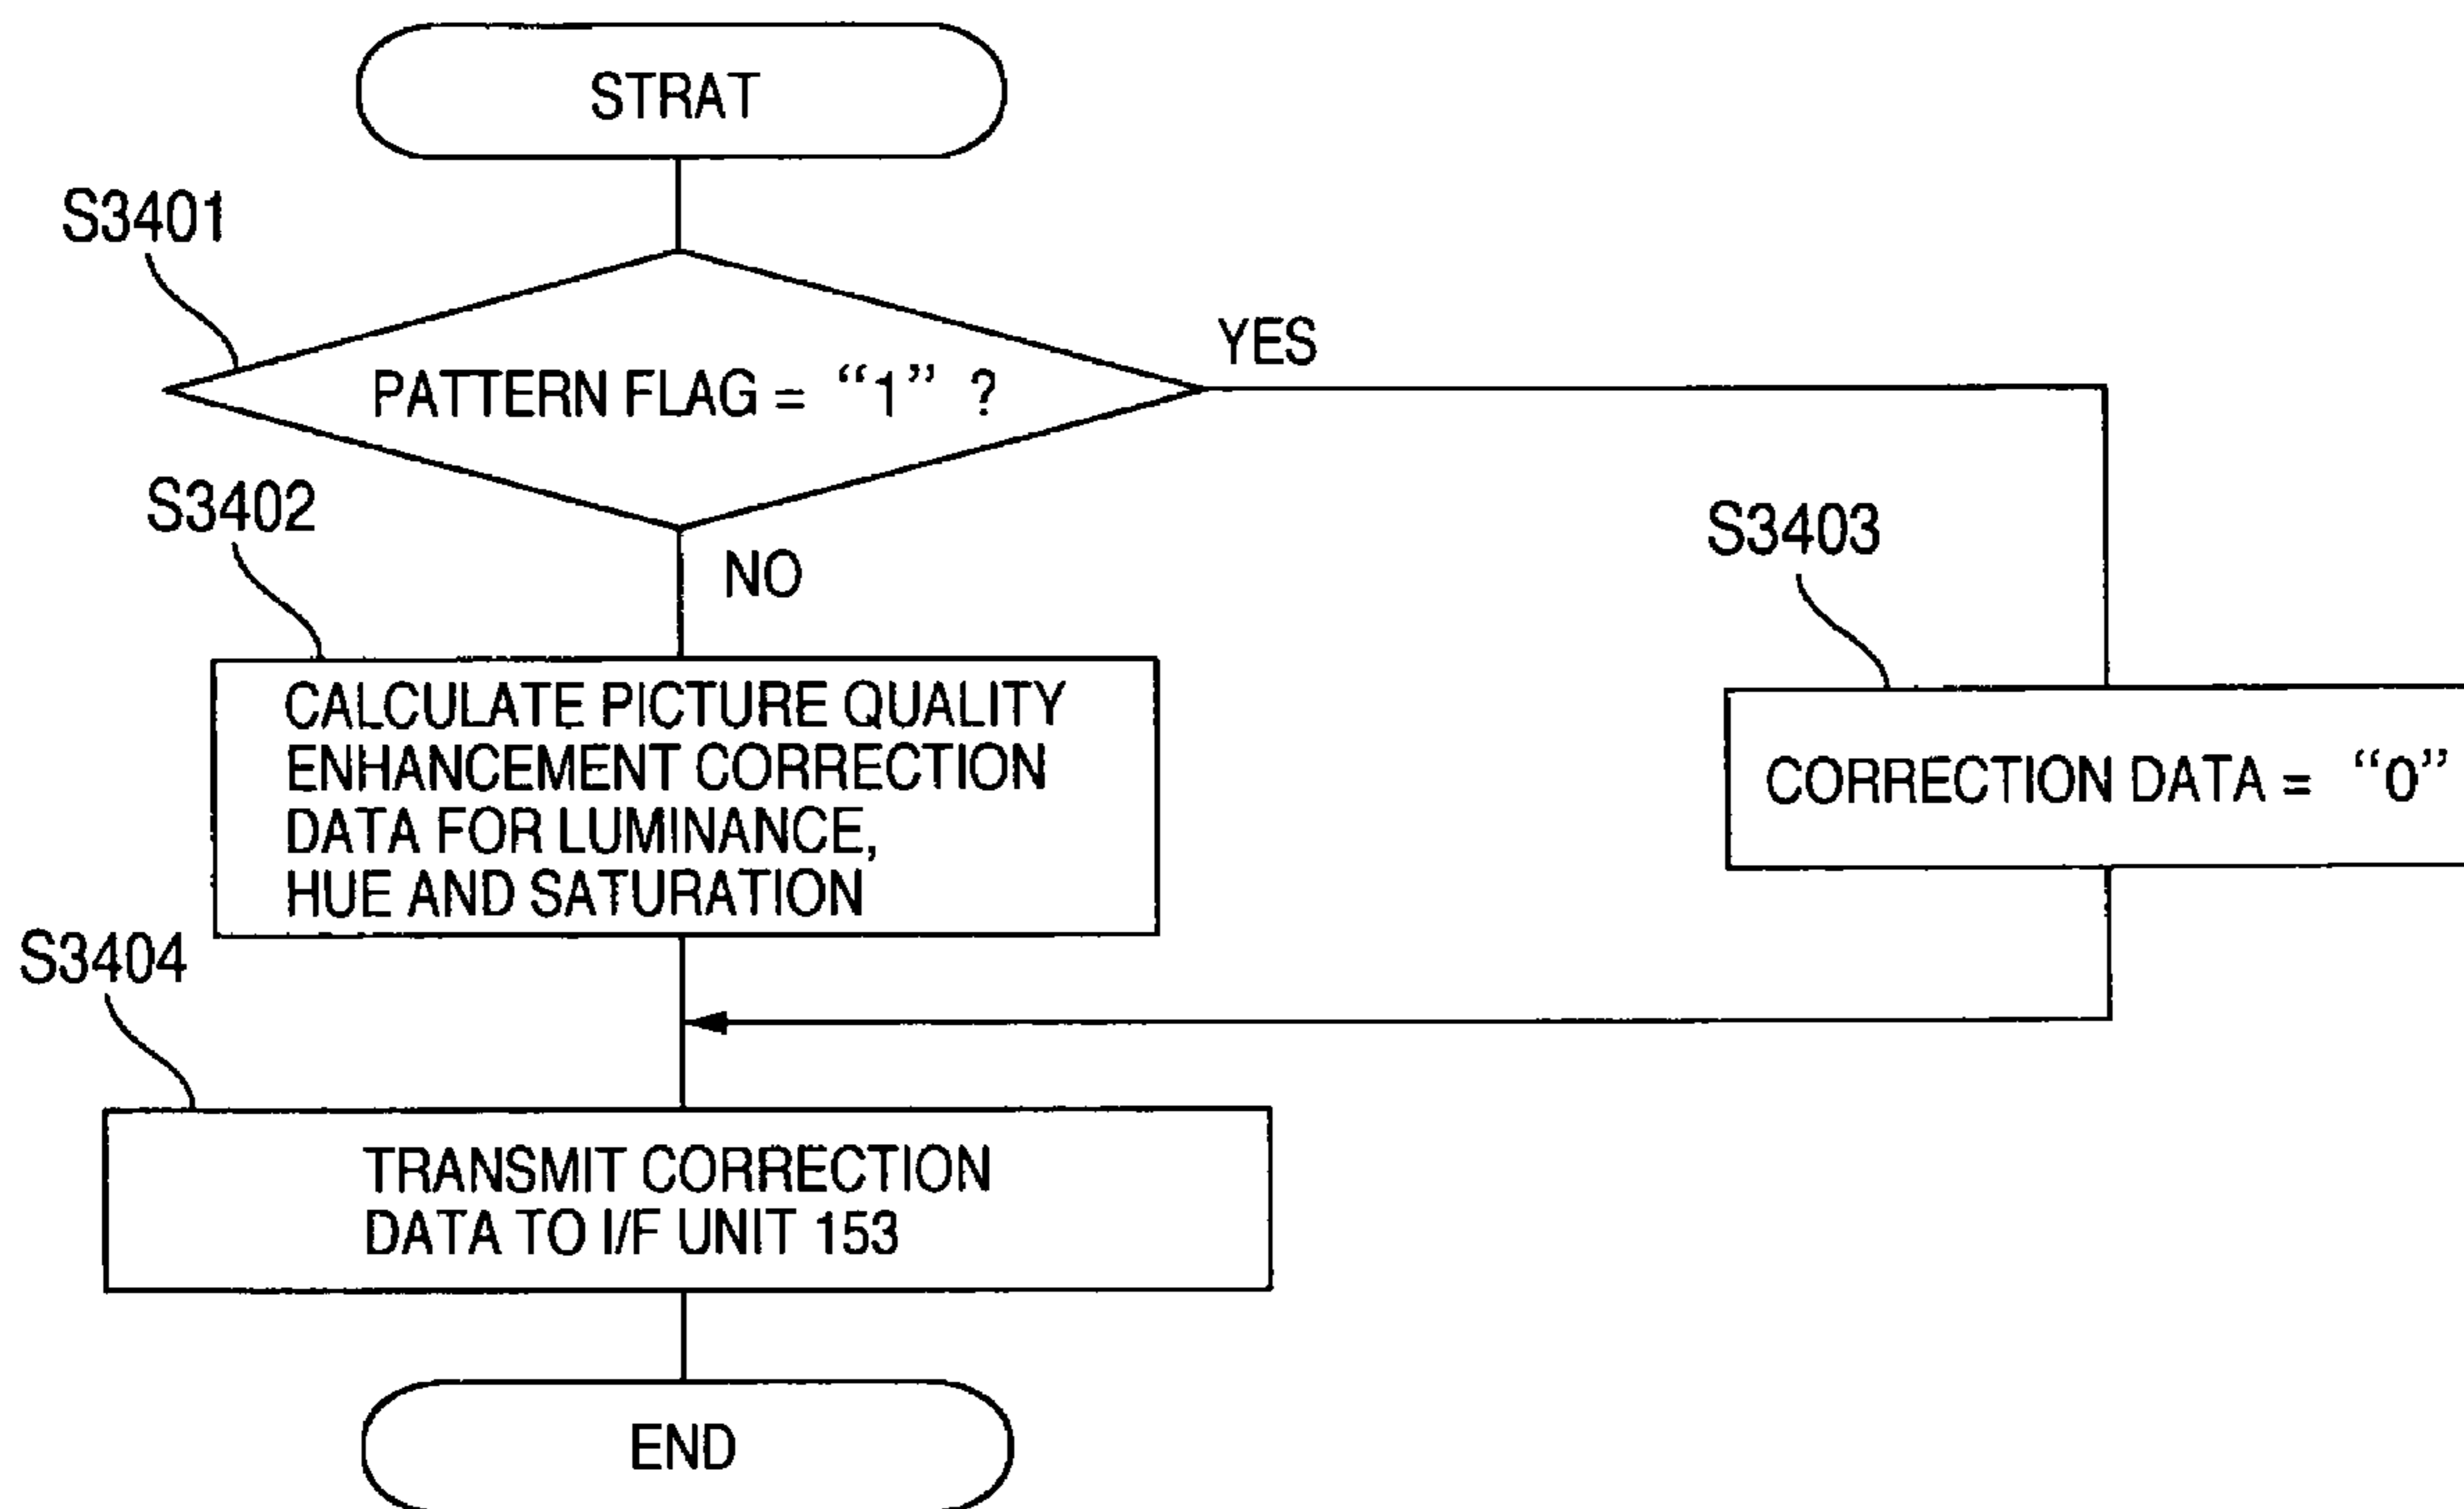 STRAT
S3401
PATTERN FLAG = “1” ?
YES
S3402
NO
S3403
CALCULATE PICTURE QUALITY
ENHANCEMENT CORRECTION
DATA FOR LUMINANCE,
HUE AND SATURATION
CORRECTION DATA = “0”
S3404
TRANSMIT CORRECTION
DATA TO I/F UNIT 153
END